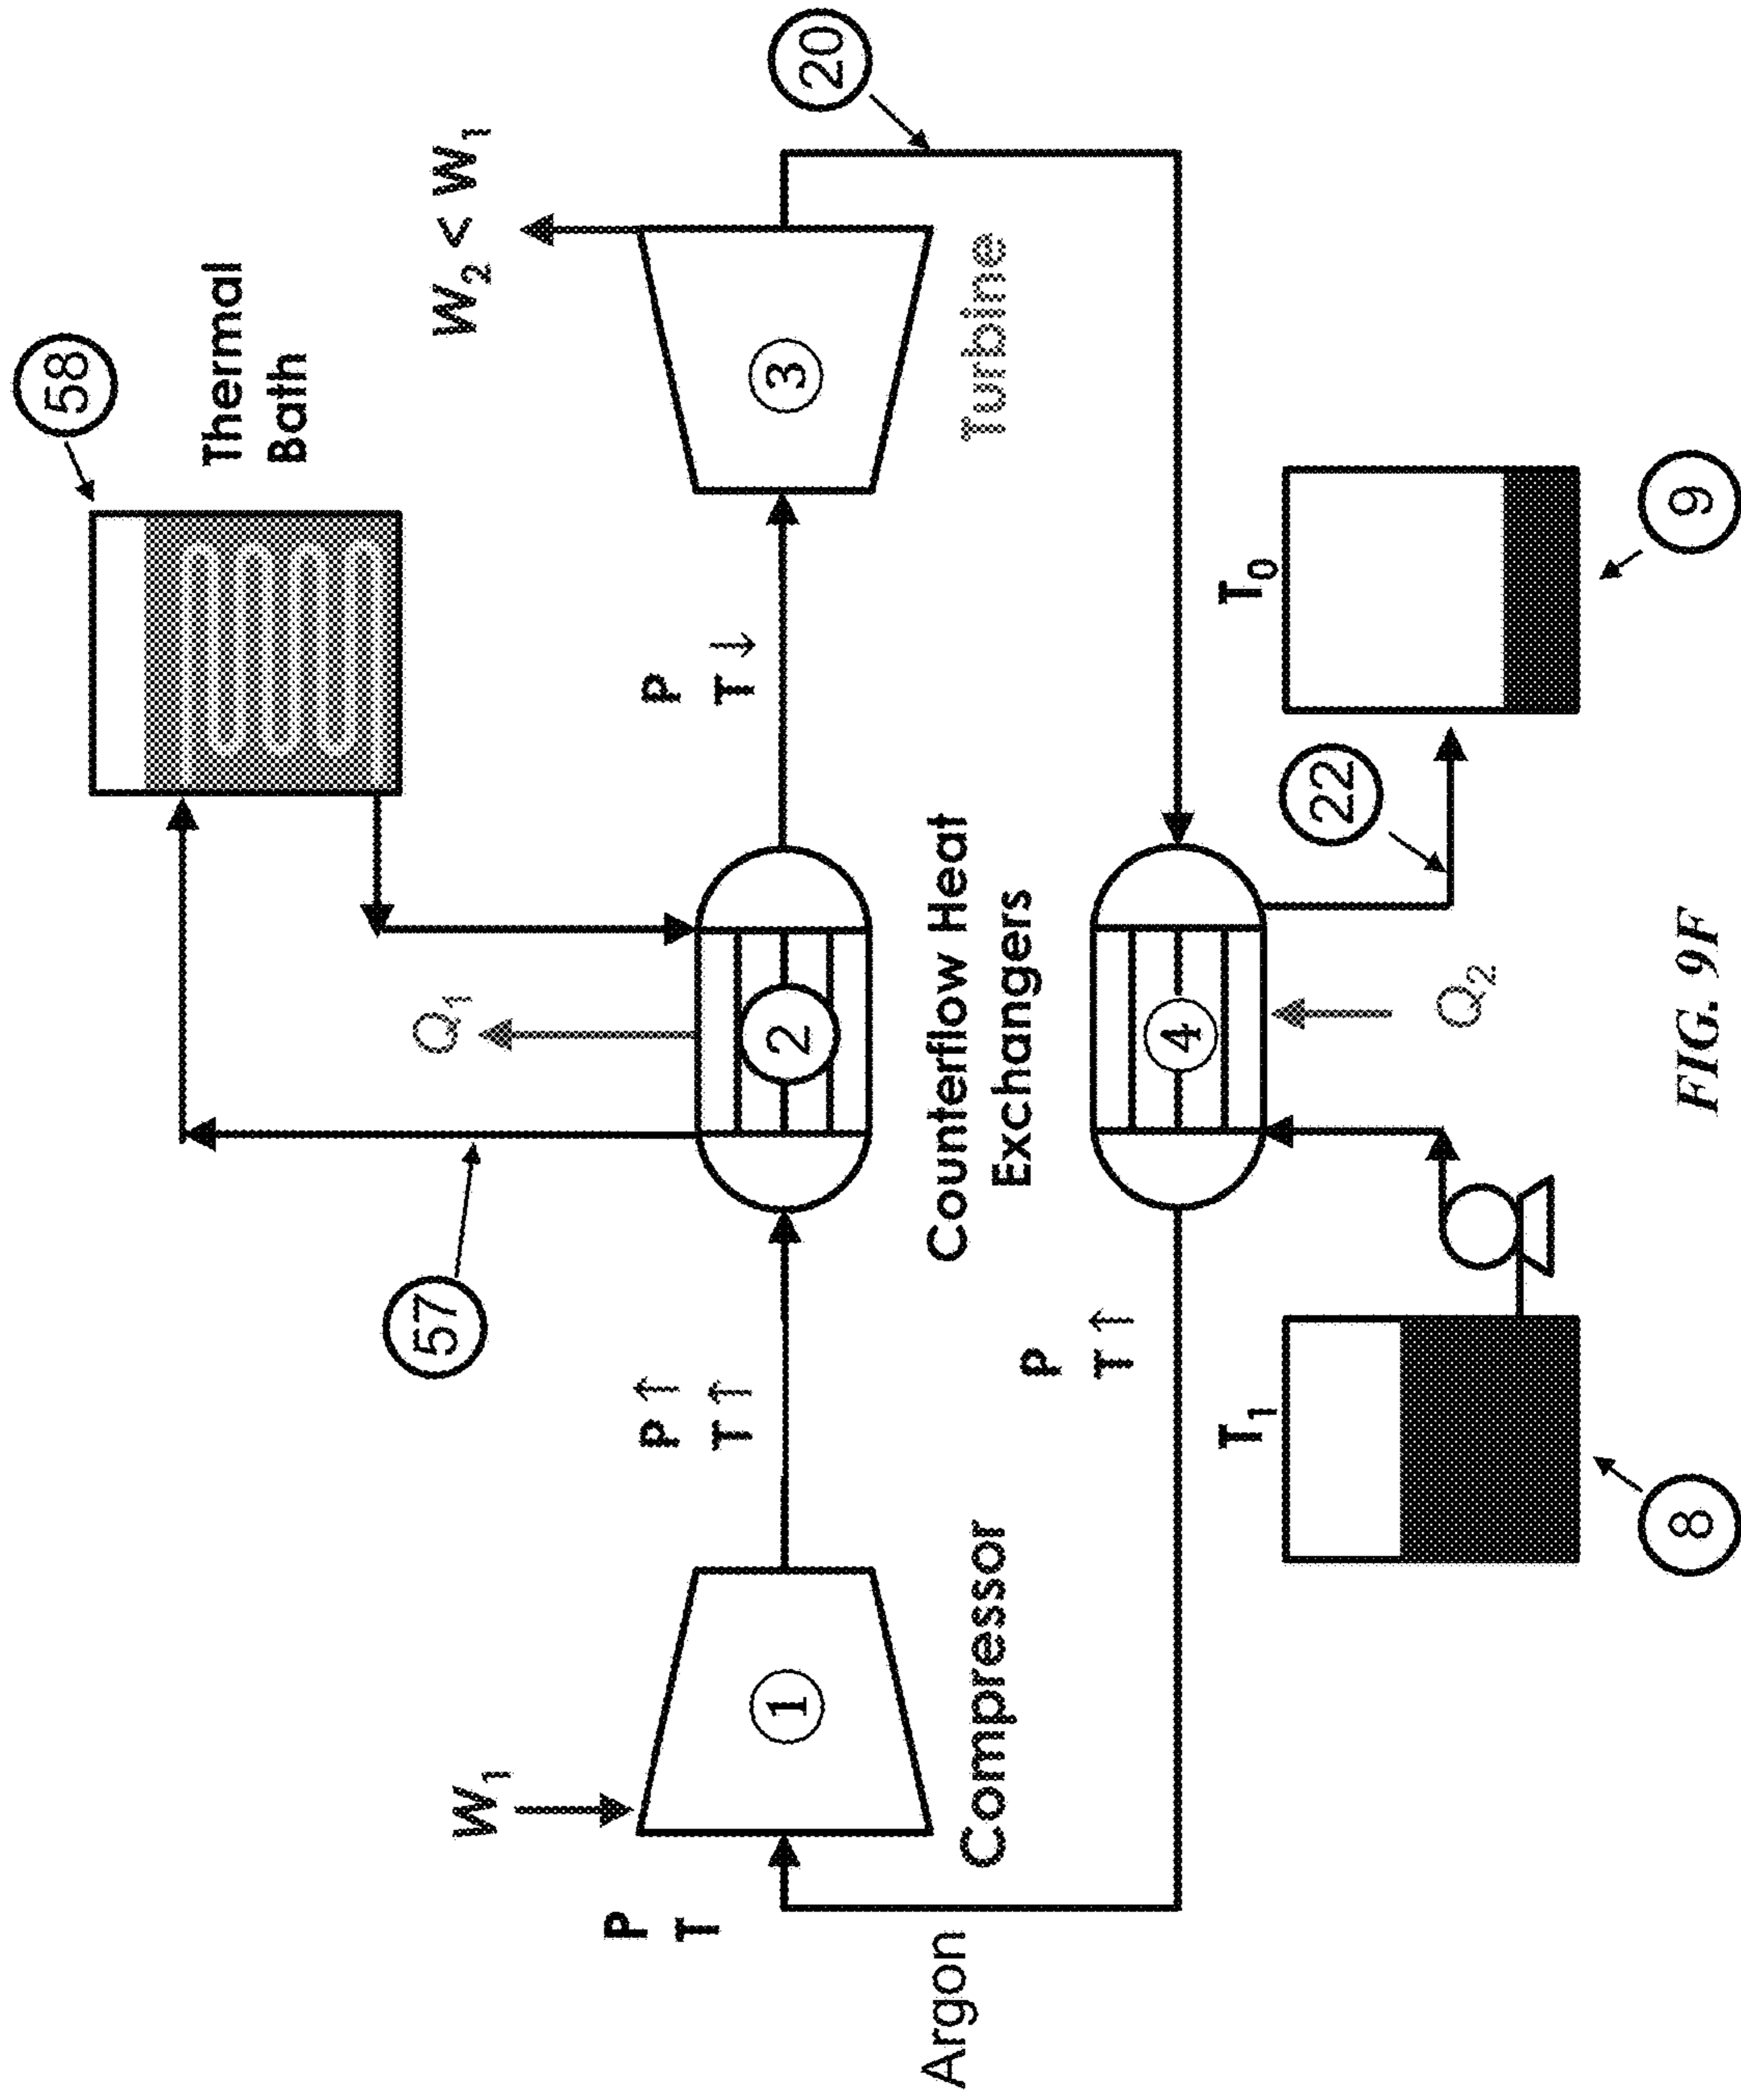 58
Thermal
Bath
W2 < W1
20
57
Q1
W1
P↑
T↑
P
T↓
P
T
1
2
3
Compressor
Counterflow Heat
Exchangers
Turbine
Argon
P
T↑
4
T1
T0
22
Q2
8
9
FIG. 9F